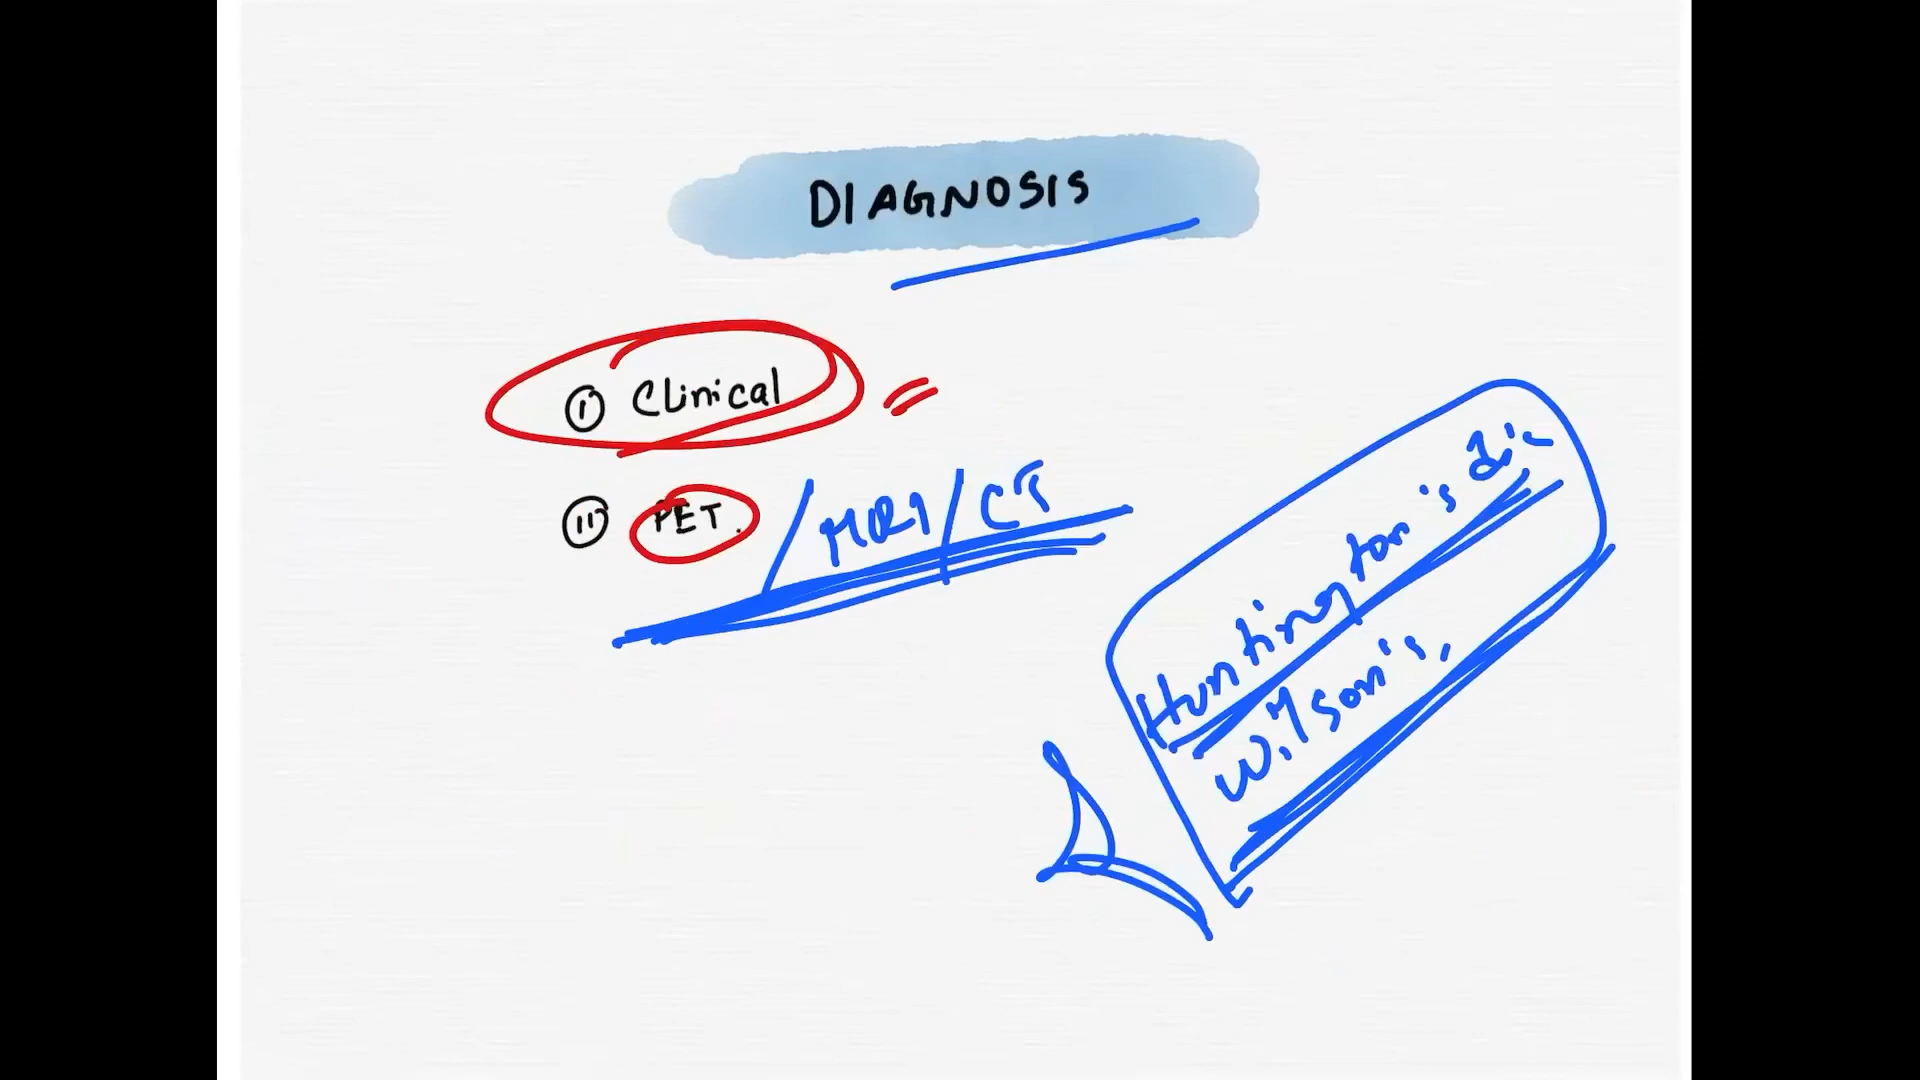 DIAGNOSIS
① Clinical
② PET. / MRI / CT
Huntington's dis
Wilson's,